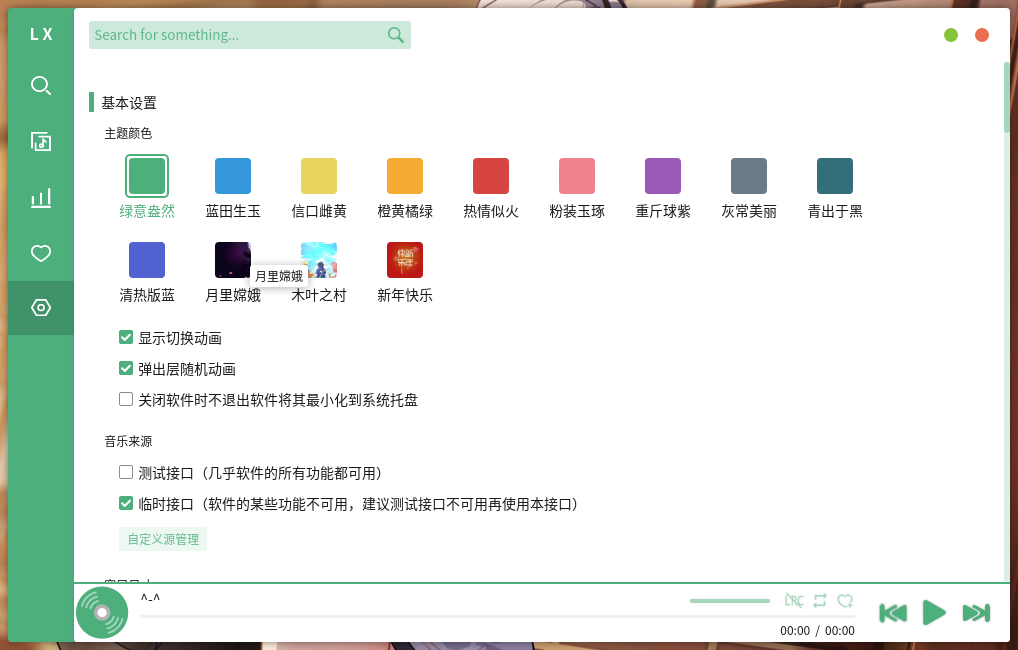 L X
Search for something...
基本设置
主题颜色
绿意盎然 蓝田生玉 信口雌黄 橙黄橘绿 热情似火 粉装玉琢 重斤球紫 灰常美丽 青出于黑
月里嫦娥
清热版蓝 月里嫦娥 木叶之村 新年快乐
显示切换动画
弹出层随机动画
关闭软件时不退出软件将其最小化到系统托盘
音乐来源
测试接口（几乎软件的所有功能都可用）
临时接口（软件的某些功能不可用，建议测试接口不可用再使用本接口）
自定义源管理
^-^
LRC
00:00 / 00:00